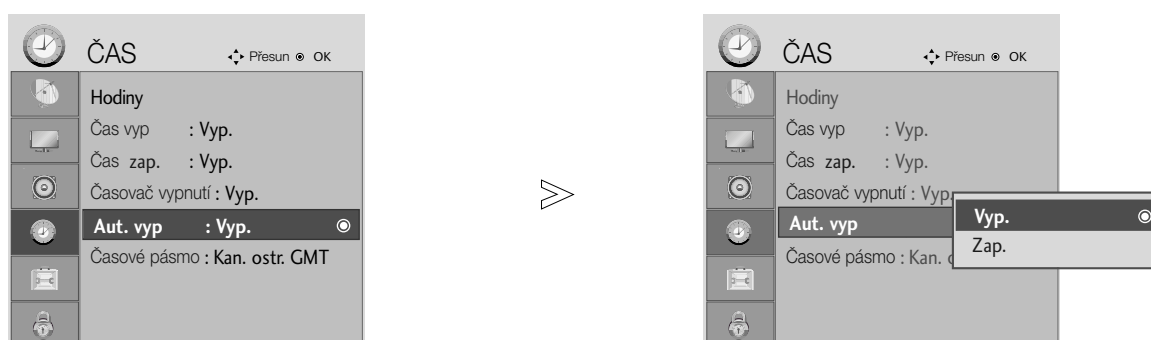 ČAS Přesun OK
Hodiny
Čas vyp : Vyp.
Čas zap. : Vyp.
Časovač vypnutí : Vyp.
Aut. vyp : Vyp.
Časové pásmo : Kan. ostr. GMT
ČAS Přesun OK
Hodiny
Čas vyp : Vyp.
Čas zap. : Vyp.
Časovač vypnutí : Vyp.
Aut. vyp
Vyp.
Zap.
Časové pásmo : Kan.